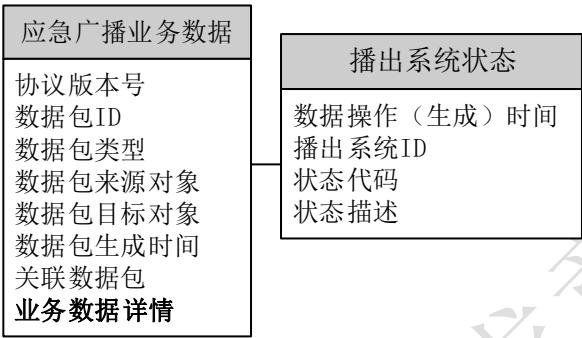 应急广播业务数据
协议版本号
数据包ID
数据包类型
数据包来源对象
数据包目标对象
数据包生成时间
关联数据包
业务数据详情
播出系统状态
数据操作（生成）时间
播出系统ID
状态代码
状态描述